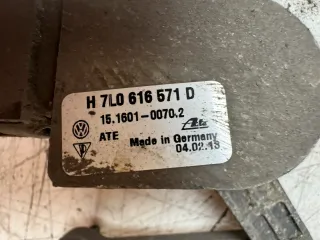 H 7L0 616 571 D
15.1601-0070.2
ATE Made in Germany
04.02.13